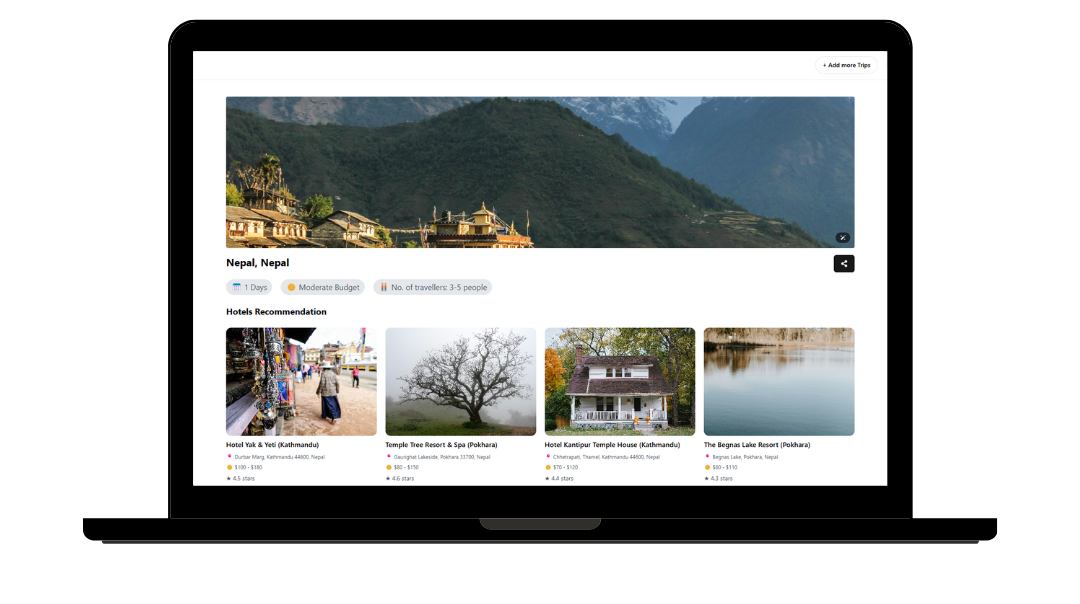 + Add more Trips
Nepal, Nepal
1 Days
Moderate Budget
No. of travellers: 3-5 people
Hotels Recommendation
Hotel Yak & Yeti (Kathmandu)
Durbar Marg, Kathmandu 44600, Nepal
$100 - $180
★ 4.5 stars
Temple Tree Resort & Spa (Pokhara)
Gaurighat Lakeside, Pokhara 33700, Nepal
$80 - $150
★ 4.6 stars
Hotel Kantipur Temple House (Kathmandu)
Chhetrapati, Thamel, Kathmandu 44600, Nepal
$70 - $120
★ 4.4 stars
The Begnas Lake Resort (Pokhara)
Begnas Lake, Pokhara, Nepal
$60 - $110
★ 4.3 stars